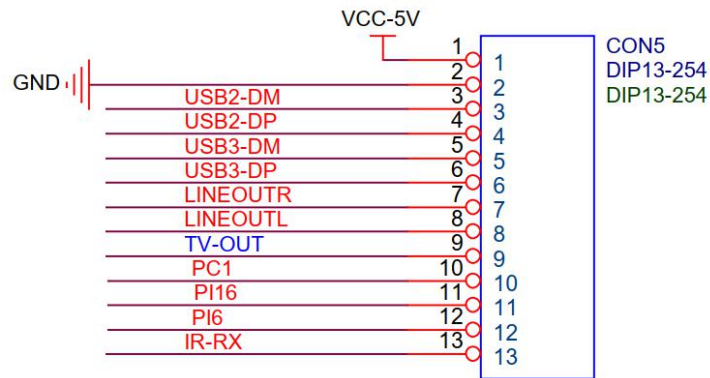 VCC-5V
1 1 CON5
GND 2 2 DIP13-254
USB2-DM 3 3 DIP13-254
USB2-DP 4 4
USB3-DM 5 5
USB3-DP 6 6
LINEOUTR 7 7
LINEOUTL 8 8
TV-OUT 9 9
PC1 10 10
PI16 11 11
PI6 12 12
IR-RX 13 13